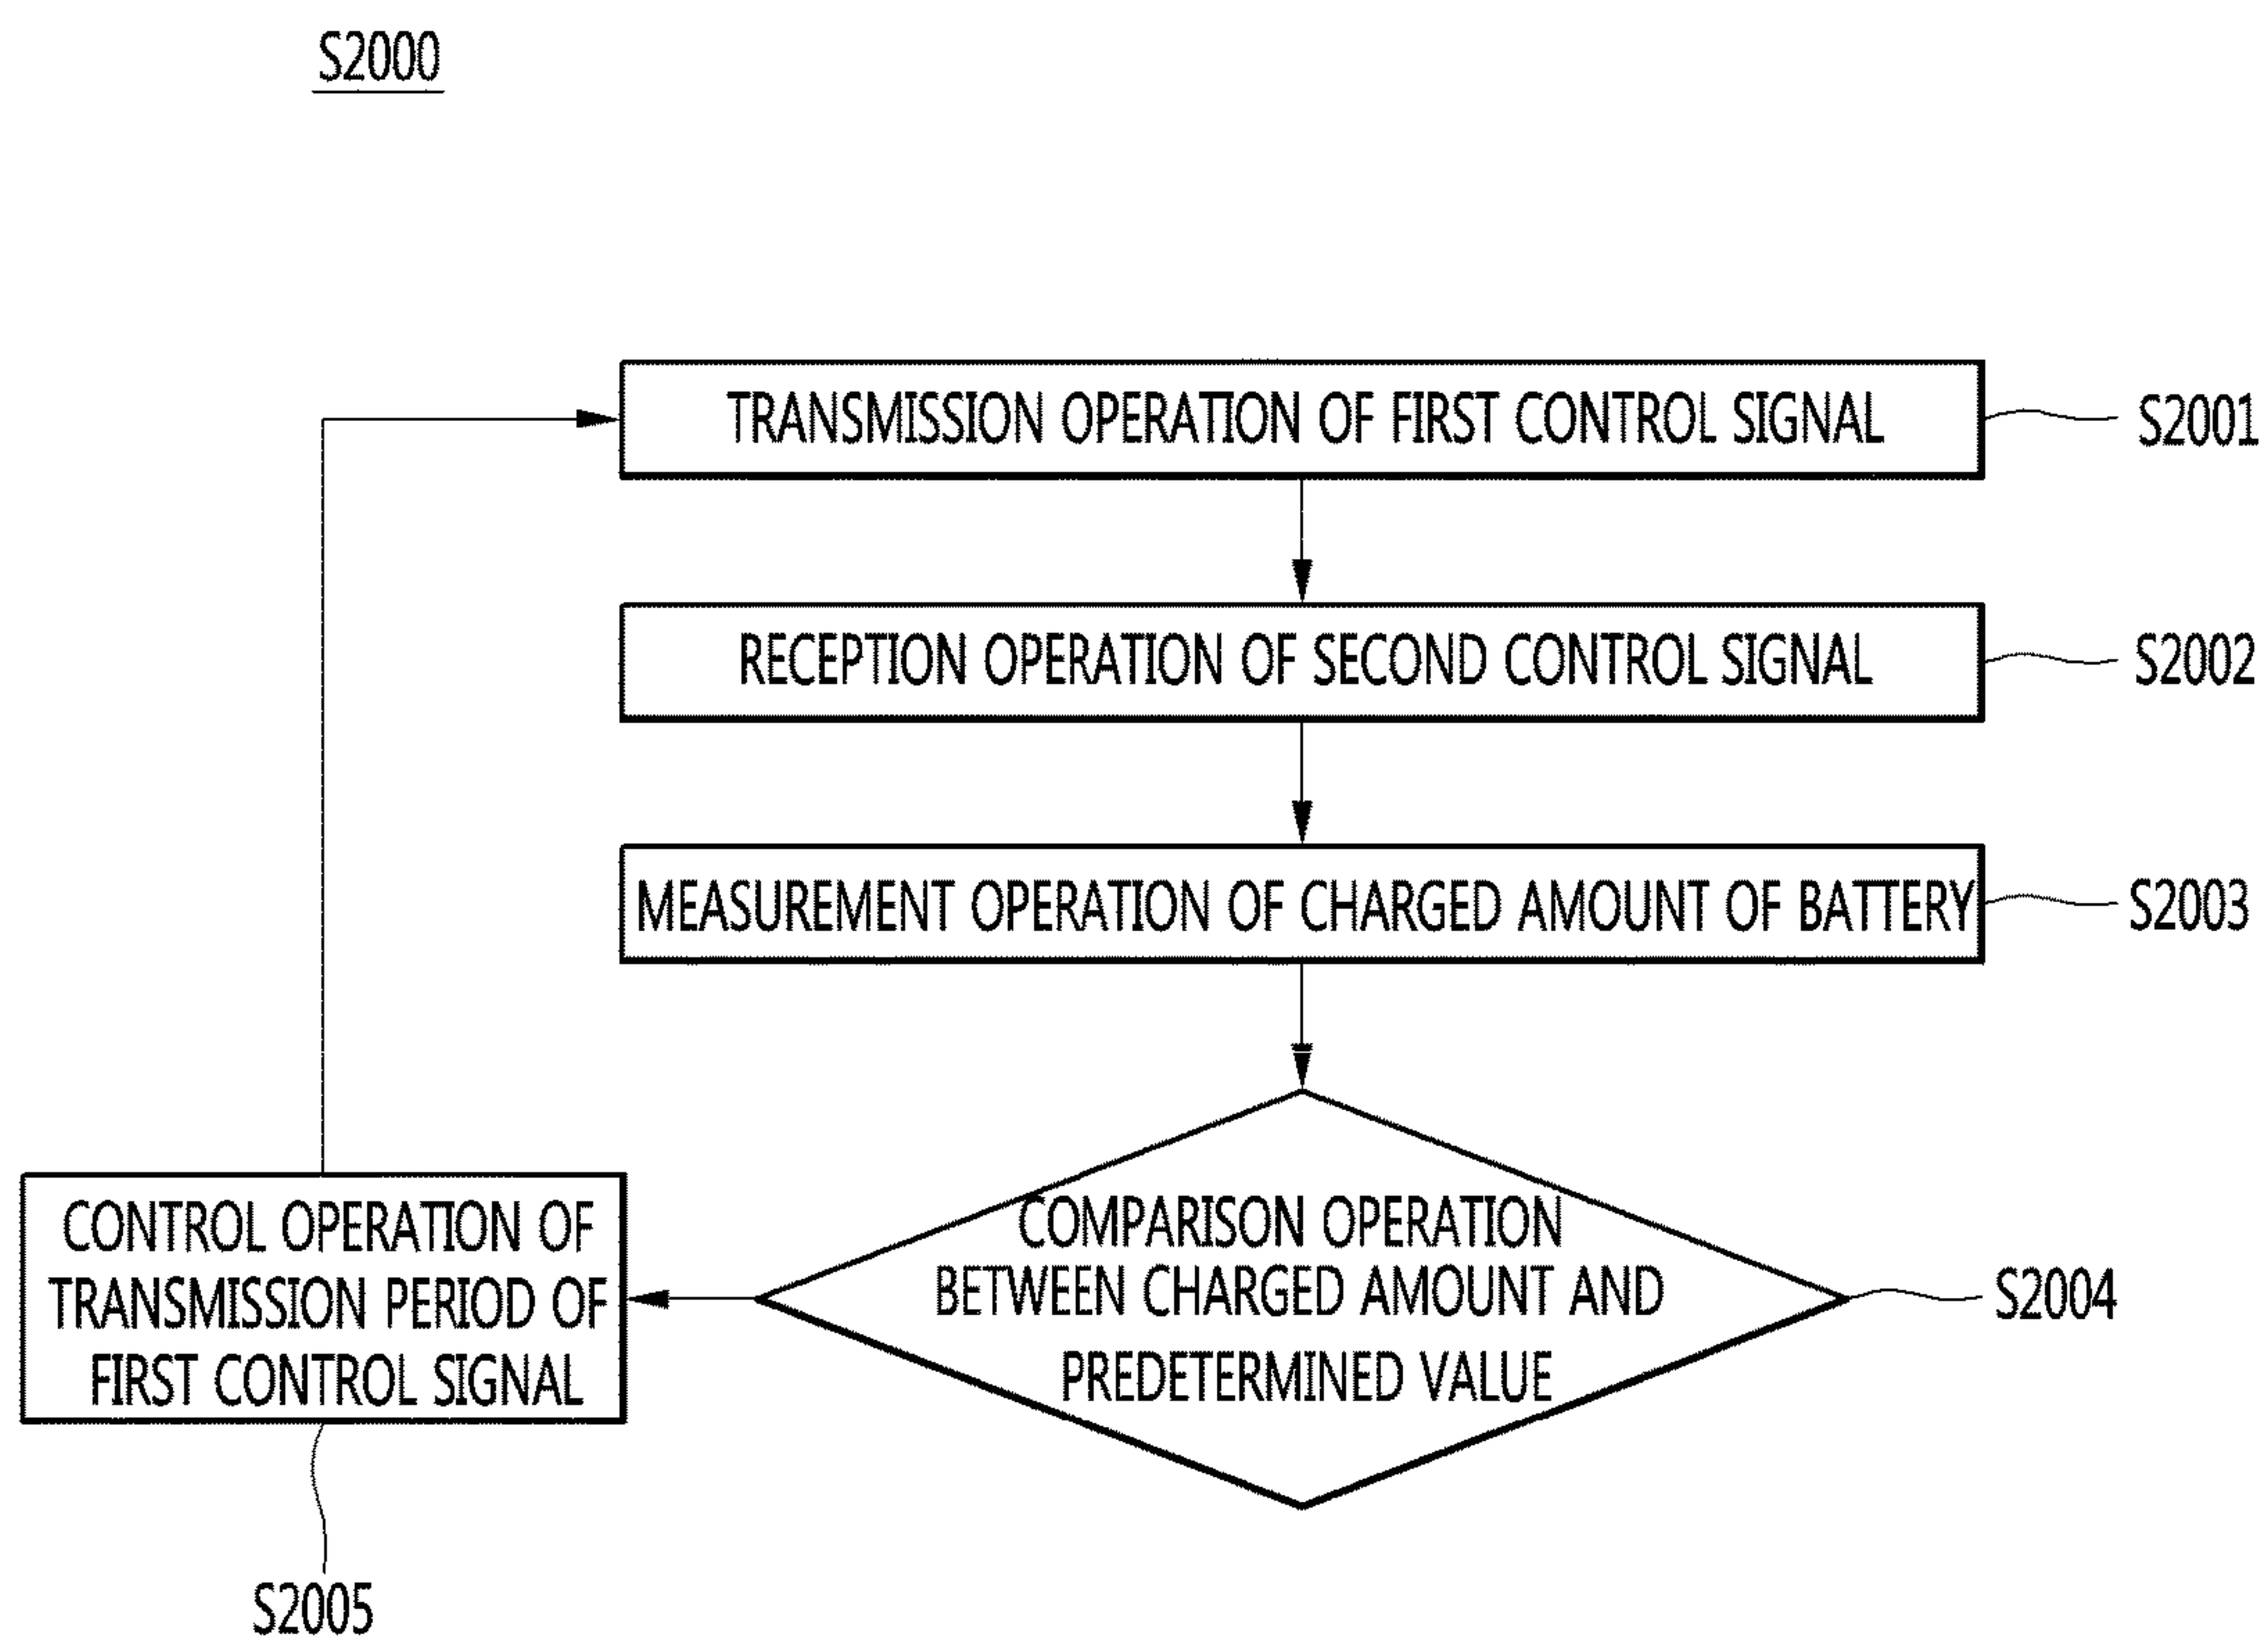 S2000
TRANSMISSION OPERATION OF FIRST CONTROL SIGNAL
S2001
RECEPTION OPERATION OF SECOND CONTROL SIGNAL
S2002
MEASUREMENT OPERATION OF CHARGED AMOUNT OF BATTERY
S2003
COMPARISON OPERATION
BETWEEN CHARGED AMOUNT AND
PREDETERMINED VALUE
S2004
CONTROL OPERATION OF
TRANSMISSION PERIOD OF
FIRST CONTROL SIGNAL
S2005